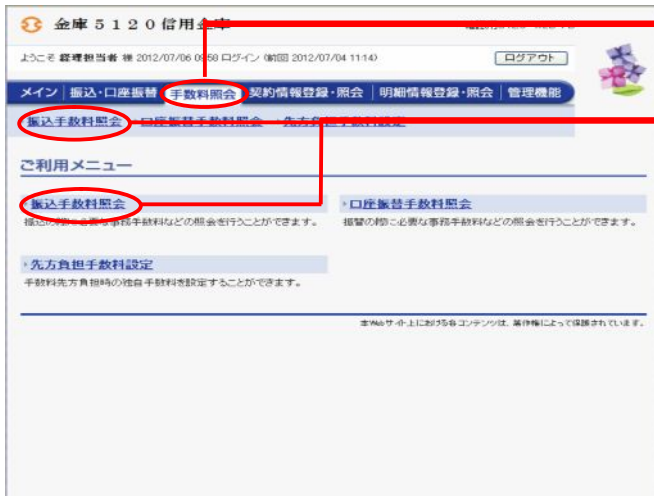 金庫5120信用金庫
ようこそ 経理担当者 様 2012/07/06 09:58 ログイン (前回 2012/07/04 11:14)
ログアウト
メイン 振込・口座振替 手数料照会 契約情報登録・照会 明細情報登録・照会 管理機能
振込手数料照会 口座振替手数料照会 先方負担手数料設定
ご利用メニュー
振込手数料照会 口座振替手数料照会
振込の際に必要な事務手数料などの照会を行うことができます。 振替の際に必要な事務手数料などの照会を行うことができます。
先方負担手数料設定
手数料先方負担時の独自手数料を設定することができます。
本Webサイト上における各コンテンツは、著作権によって保護されています。